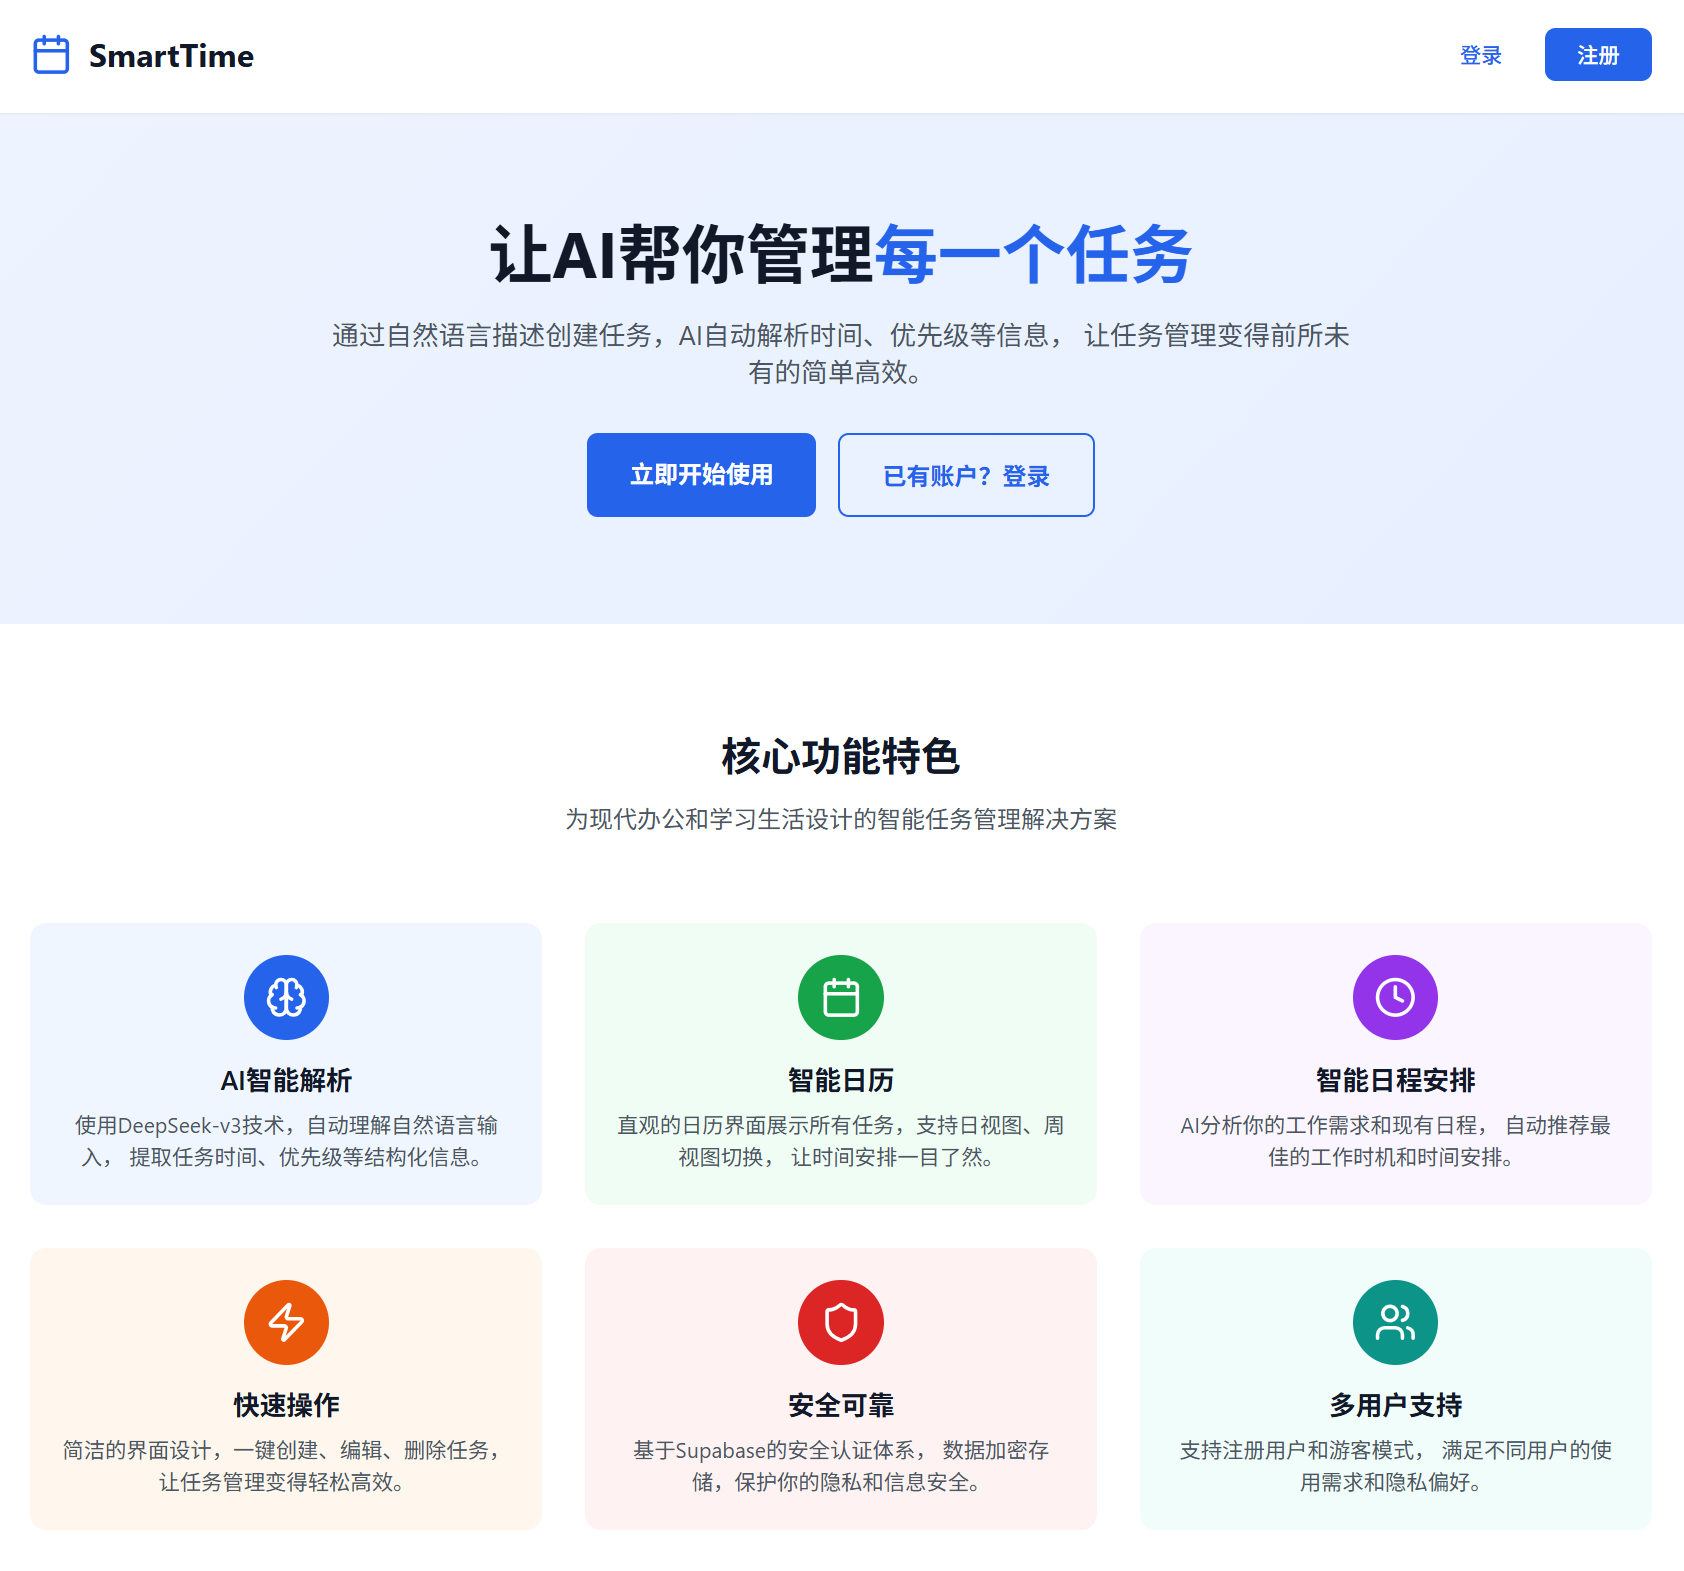 SmartTime
登录
注册
让AI帮你管理每一个任务
通过自然语言描述创建任务，AI自动解析时间、优先级等信息， 让任务管理变得前所未
有的简单高效。
立即开始使用
已有账户？登录
核心功能特色
为现代办公和学习生活设计的智能任务管理解决方案
AI智能解析
使用DeepSeek-v3技术，自动理解自然语言输
入， 提取任务时间、优先级等结构化信息。
智能日历
直观的日历界面展示所有任务，支持日视图、周
视图切换， 让时间安排一目了然。
智能日程安排
AI分析你的工作需求和现有日程， 自动推荐最
佳的工作时机和时间安排。
快速操作
简洁的界面设计，一键创建、编辑、删除任务，
让任务管理变得轻松高效。
安全可靠
基于Supabase的安全认证体系， 数据加密存
储，保护你的隐私和信息安全。
多用户支持
支持注册用户和游客模式， 满足不同用户的使
用需求和隐私偏好。